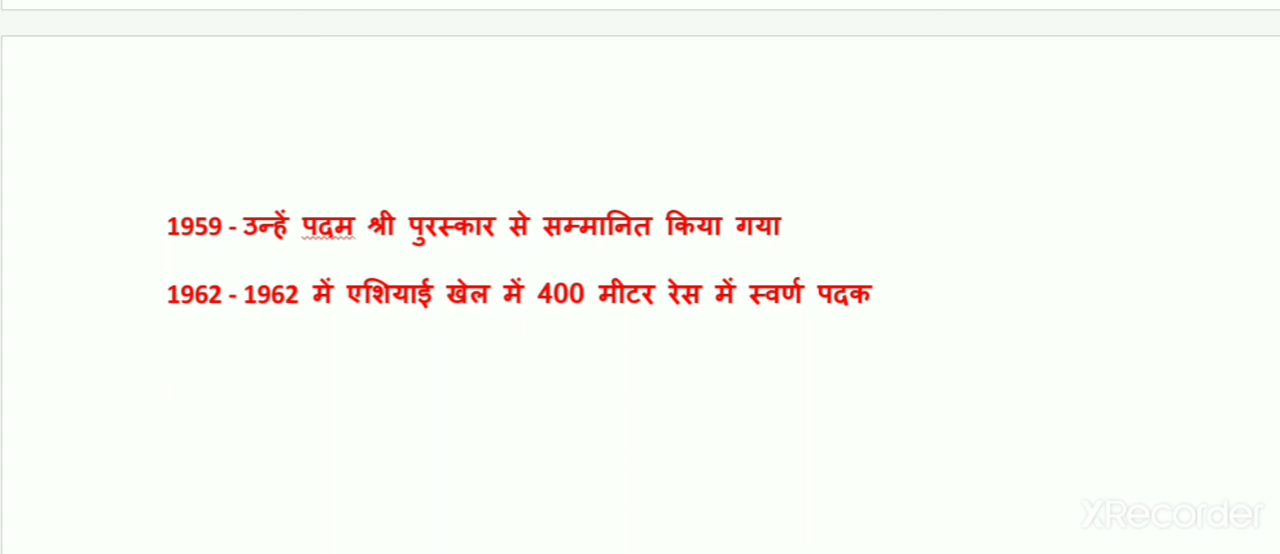 1959 - उन्हें पदम श्री पुरस्कार से सम्मानित किया गया
1962 - 1962 में एशियाई खेल में 400 मीटर रेस में स्वर्ण पदक
XRecorder